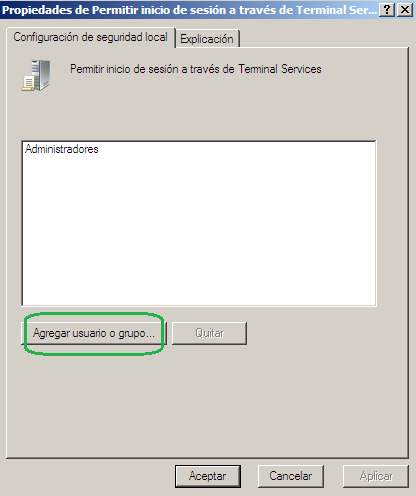 Propiedades de Permitir inicio de sesión a través de Terminal Ser...
Configuración de seguridad local
Explicación
Permitir inicio de sesión a través de Terminal Services
Administradores
Agregar usuario o grupo...
Quitar
Aceptar
Cancelar
Aplicar